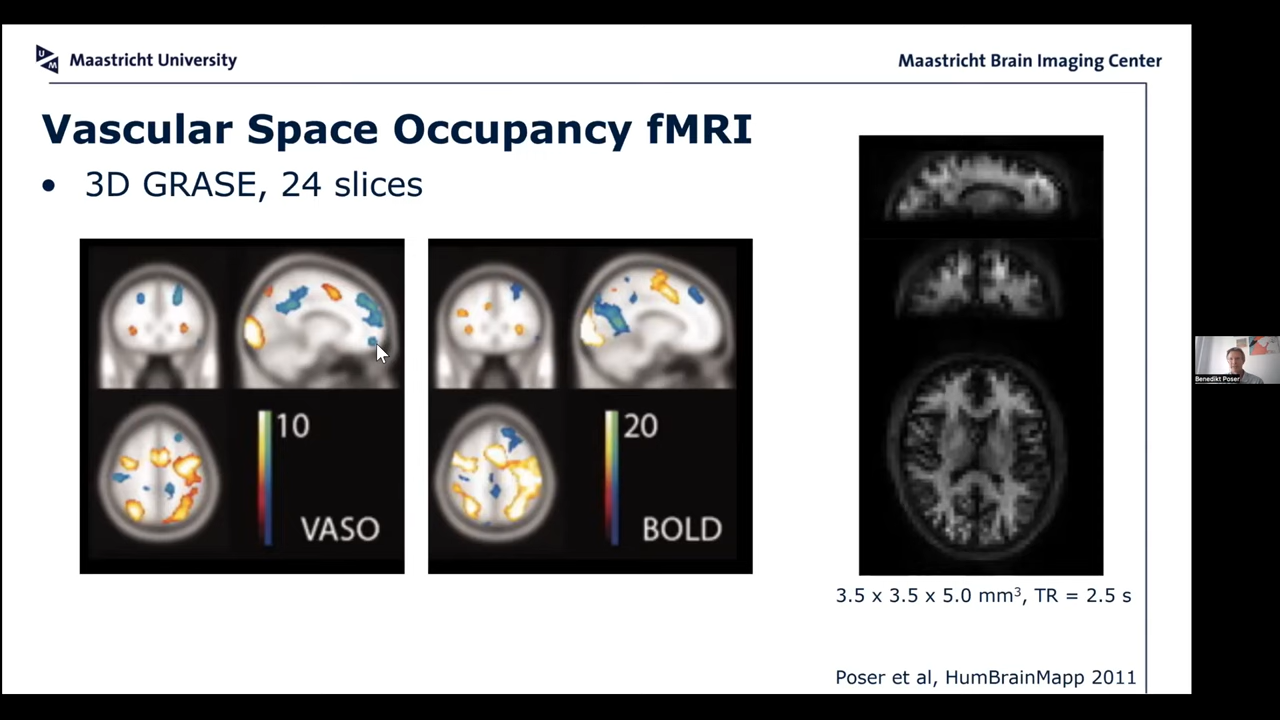 Maastricht University
Maastricht Brain Imaging Center
Vascular Space Occupancy fMRI
• 3D GRASE, 24 slices
10
VASO
20
BOLD
3.5 x 3.5 x 5.0 mm³, TR = 2.5 s
Poser et al, HumBrainMapp 2011
Benedikt Poser